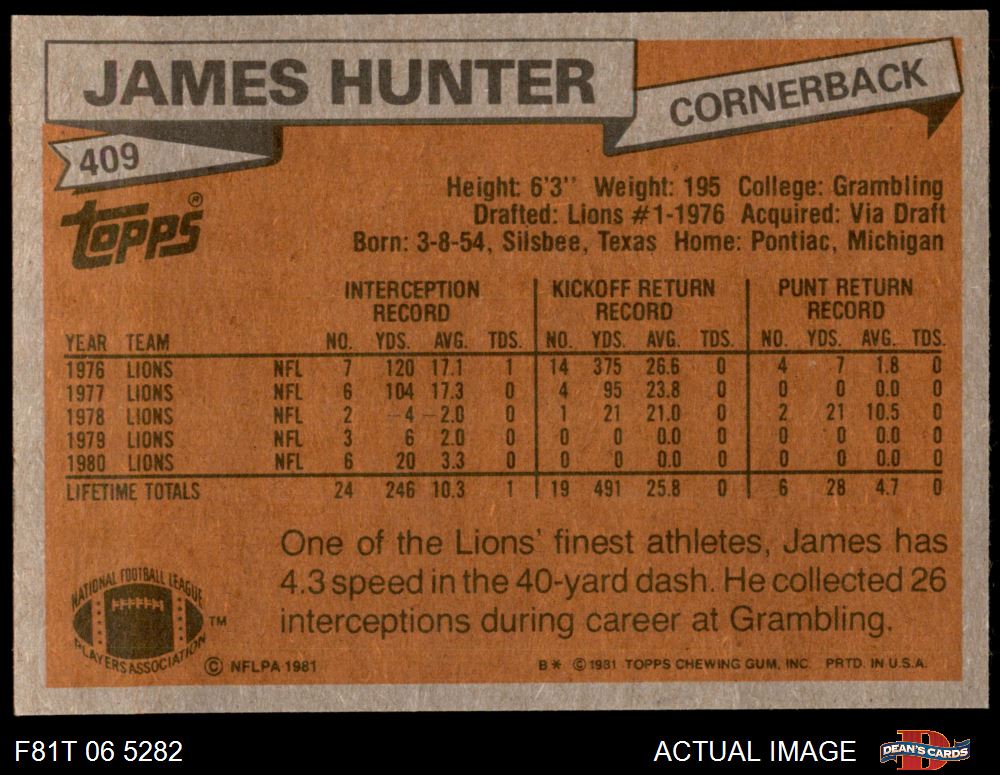 JAMES HUNTER
CORNERBACK
409
TOPPS®
Height: 6'3'' Weight: 195 College: Grambling
Drafted: Lions #1-1976 Acquired: Via Draft
Born: 3-8-54, Silsbee, Texas Home: Pontiac, Michigan
INTERCEPTION RECORD KICKOFF RETURN RECORD PUNT RETURN RECORD
YEAR TEAM NO. YDS. AVG. TDS. NO. YDS. AVG. TDS. NO. YDS. AVG. TDS.
1976 LIONS NFL 7 120 17.1 1 14 375 26.6 0 4 7 1.8 0
1977 LIONS NFL 6 104 17.3 0 4 95 23.8 0 0 0 0.0 0
1978 LIONS NFL 2 –4 –2.0 0 1 21 21.0 0 2 21 10.5 0
1979 LIONS NFL 3 6 2.0 0 0 0 0.0 0 0 0 0.0 0
1980 LIONS NFL 6 20 3.3 0 0 0 0.0 0 0 0 0.0 0
LIFETIME TOTALS 24 246 10.3 1 19 491 25.8 0 6 28 4.7 0
One of the Lions' finest athletes, James has
4.3 speed in the 40-yard dash. He collected 26
interceptions during career at Grambling.
NATIONAL FOOTBALL LEAGUE
PLAYERS ASSOCIATION
TM
© NFLPA 1981
B* © 1981 TOPPS CHEWING GUM, INC. PRTD. IN U.S.A.
F81T 06 5282
ACTUAL IMAGE
DEAN'S CARDS